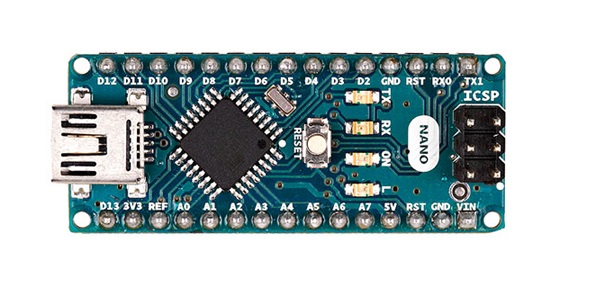 D12 D11 D10 D9 D8 D7 D6 D5 D4 D3 D2 GND RST RX0 TX1
TX
RX
ON
L
RESET
NANO
ICSP
D13 3V3 REF A0 A1 A2 A3 A4 A5 A6 A7 5V RST GND VIN